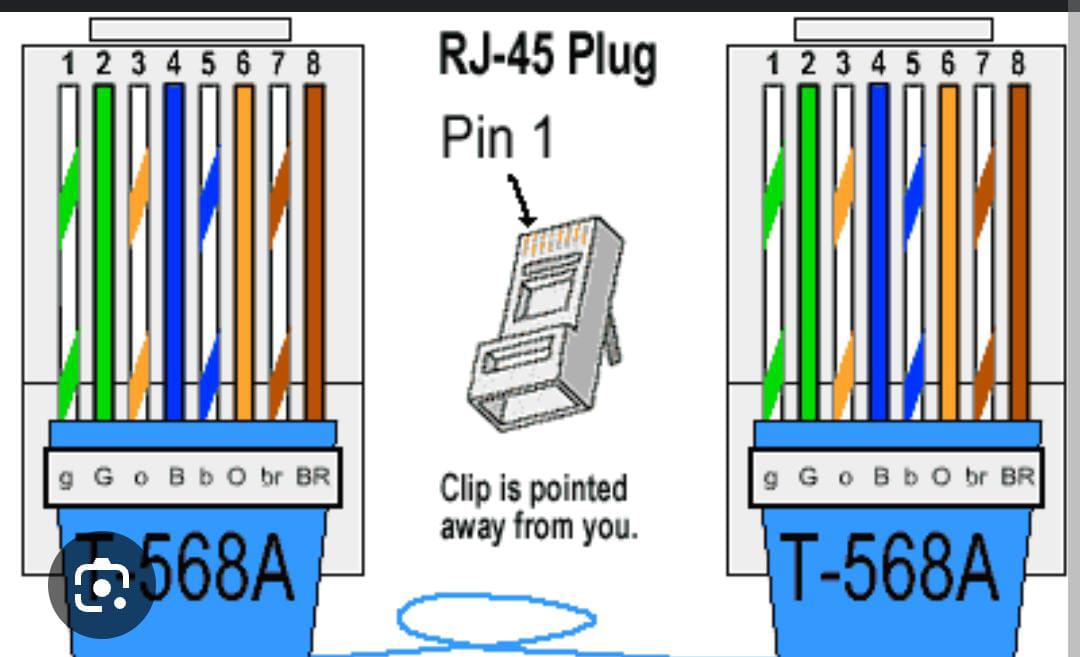 1 2 3 4 5 6 7 8
RJ-45 Plug
Pin 1
1 2 3 4 5 6 7 8
Clip is pointed
away from you.
g G o B b O br BR
g G o B b O br BR
T-568A
T-568A